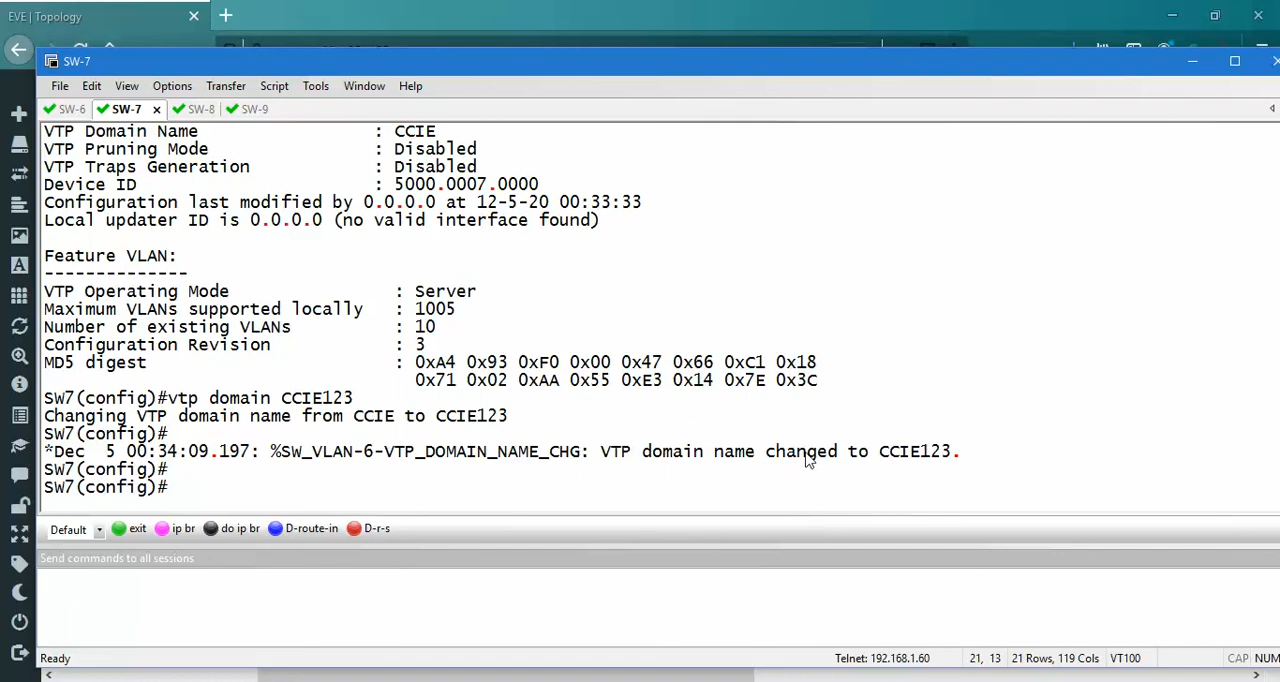 EVE | Topology
SW-7
File Edit View Options Transfer Script Tools Window Help
SW-6 SW-7 SW-8 SW-9
VTP Domain Name : CCIE
VTP Pruning Mode : Disabled
VTP Traps Generation : Disabled
Device ID : 5000.0007.0000
Configuration last modified by 0.0.0.0 at 12-5-20 00:33:33
Local updater ID is 0.0.0.0 (no valid interface found)
Feature VLAN:
--------------
VTP Operating Mode : Server
Maximum VLANs supported locally : 1005
Number of existing VLANs : 10
Configuration Revision : 3
MD5 digest : 0xA4 0x93 0xF0 0x00 0x47 0x66 0xC1 0x18
0x71 0x02 0xAA 0x55 0xE3 0x14 0x7E 0x3C
SW7(config)#vtp domain CCIE123
Changing VTP domain name from CCIE to CCIE123
SW7(config)#
*Dec  5 00:34:09.197: %SW_VLAN-6-VTP_DOMAIN_NAME_CHG: VTP domain name changed to CCIE123.
SW7(config)#
SW7(config)#
Default exit ip br do ip br D-route-in D-r-s
Send commands to all sessions
Ready Telnet: 192.168.1.60 21, 13 21 Rows, 119 Cols VT100 CAP NUM